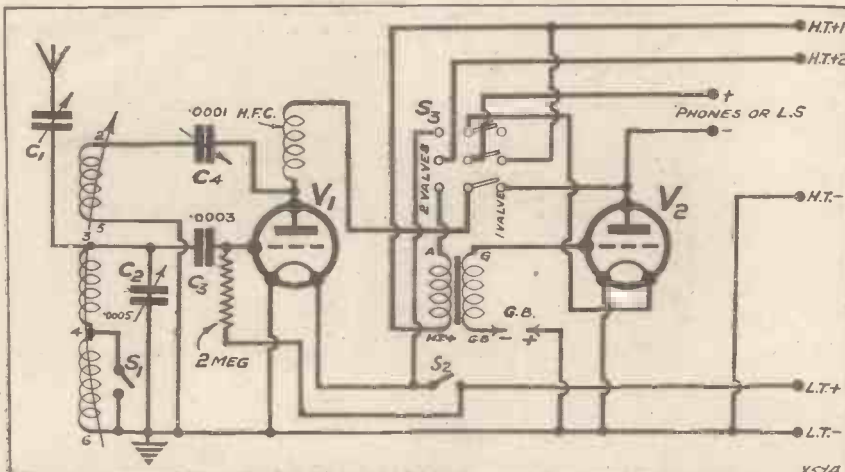 H.T.+1
H.T.+2
+
PHONES OR L.S
-
H.T.-
L.T.+
L.T.-
C1
2
.0001
C4
H.F.C.
S3
2 VALVES
1 VALVE
V1
V2
5
3
.0003
C3
C2
.0005
4
S1
2 MEG
6
A
G
H.T.+
G.B
G.B.
- +
S2